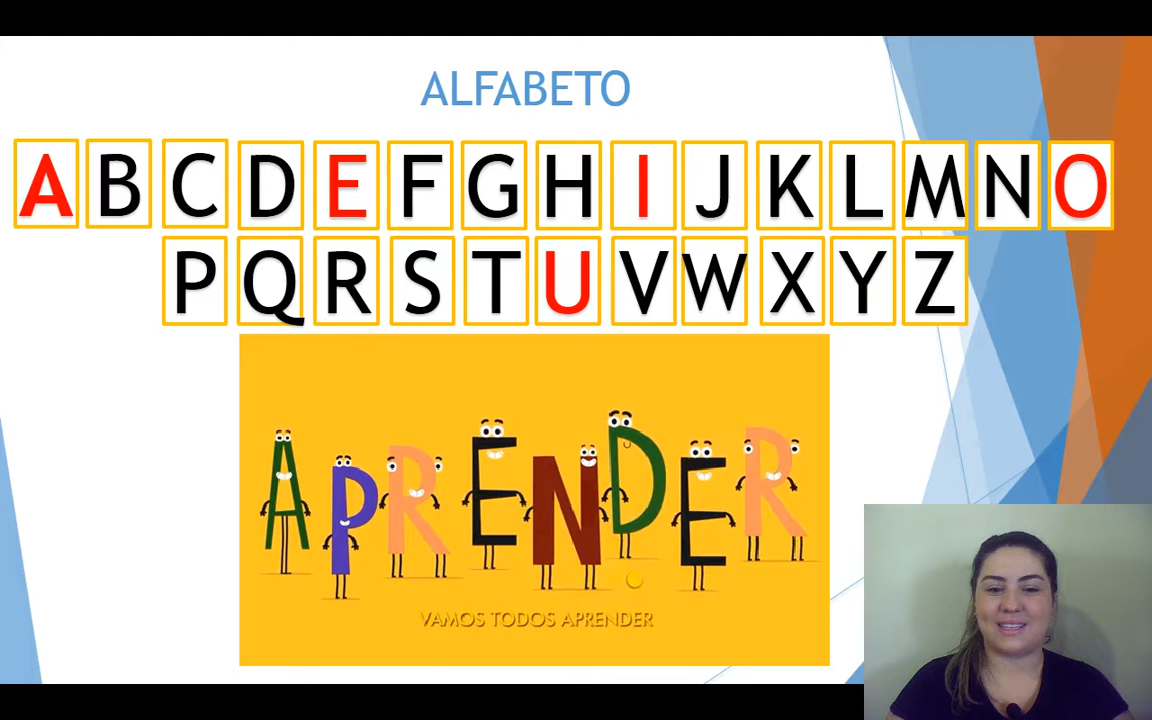 ALFABETO
A B C D E F G H I J K L M N O
P Q R S T U V W X Y Z
APRENDER
VAMOS TODOS APRENDER